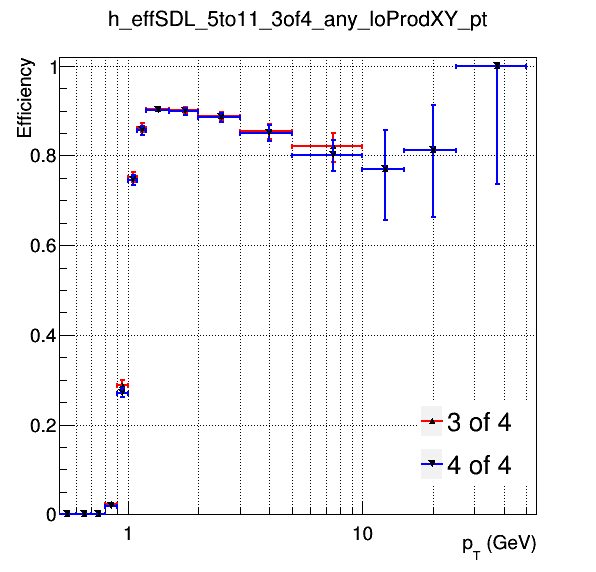 h_effSDL_5to11_3of4_any_loProdXY_pt
Efficiency
1
0.8
0.6
0.4
0.2
0
3 of 4
4 of 4
1
10
p_T (GeV)